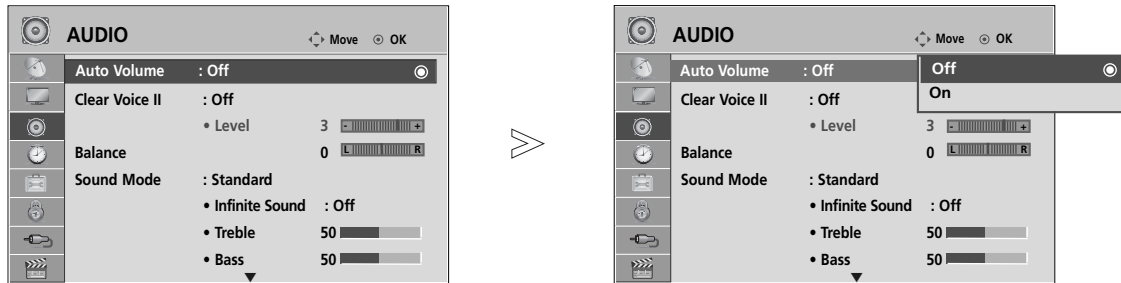 AUDIO
Move OK
Auto Volume : Off
Clear Voice II : Off
• Level 3 - +
Balance 0 L R
Sound Mode : Standard
• Infinite Sound : Off
• Treble 50
• Bass 50
AUDIO
Move OK
Auto Volume : Off
Off
On
Clear Voice II : Off
• Level 3 - +
Balance 0 L R
Sound Mode : Standard
• Infinite Sound : Off
• Treble 50
• Bass 50